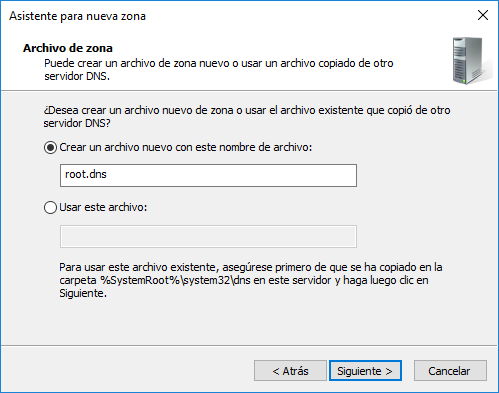 Asistente para nueva zona
Archivo de zona
Puede crear un archivo de zona nuevo o usar un archivo copiado de otro
servidor DNS.
¿Desea crear un archivo nuevo de zona o usar el archivo existente que copió de otro
servidor DNS?
Crear un archivo nuevo con este nombre de archivo:
root.dns
Usar este archivo:
Para usar este archivo existente, asegúrese primero de que se ha copiado en la
carpeta %SystemRoot%\system32\dns en este servidor y haga luego clic en
Siguiente.
< Atrás
Siguiente >
Cancelar